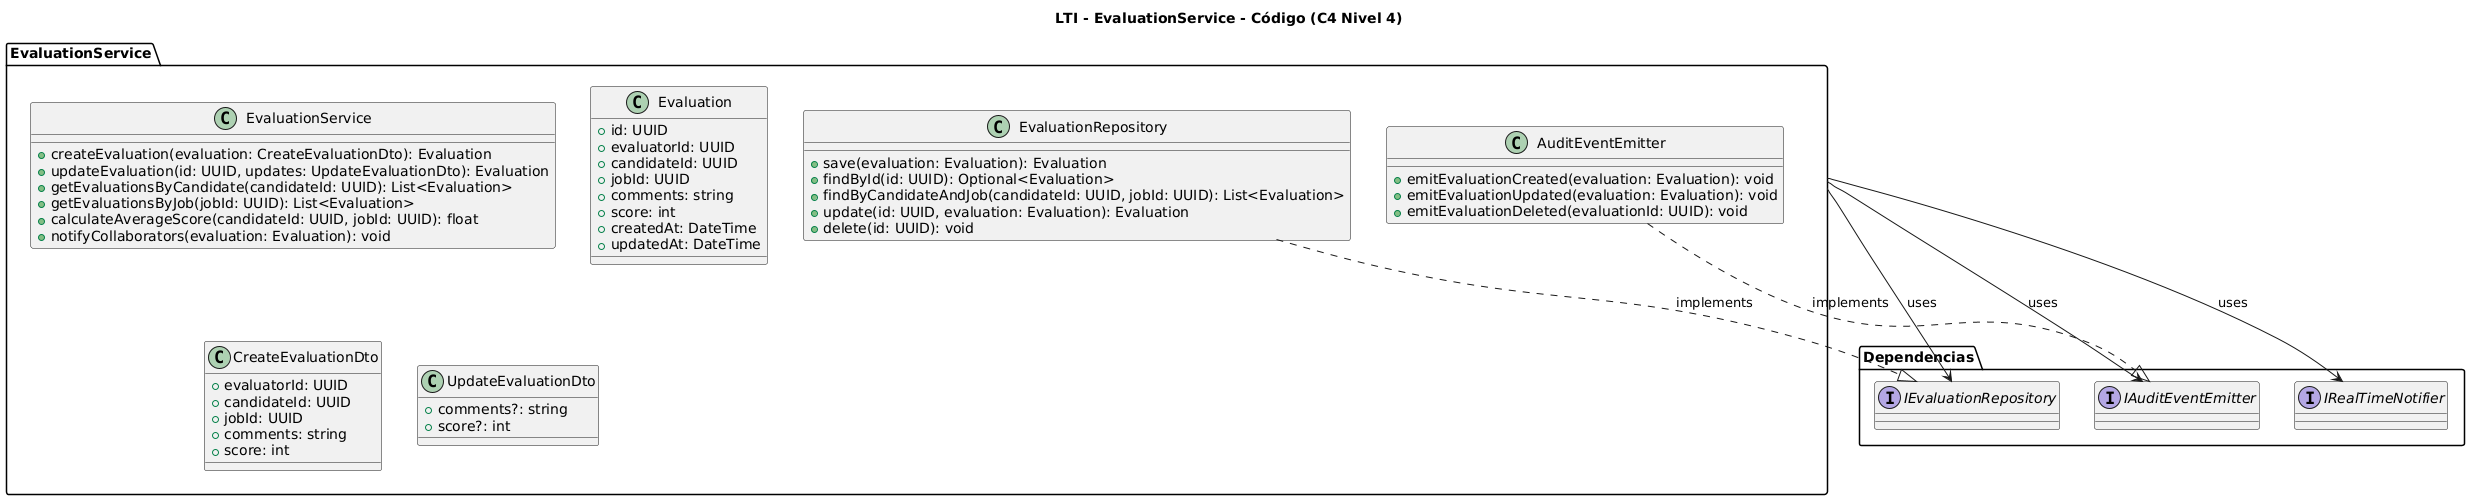 LTI - EvaluationService - Código (C4 Nivel 4)
EvaluationService
C EvaluationService
createEvaluation(evaluation: CreateEvaluationDto): Evaluation
updateEvaluation(id: UUID, updates: UpdateEvaluationDto): Evaluation
getEvaluationsByCandidate(candidateId: UUID): List<Evaluation>
getEvaluationsByJob(jobId: UUID): List<Evaluation>
calculateAverageScore(candidateId: UUID, jobId: UUID): float
notifyCollaborators(evaluation: Evaluation): void
C Evaluation
id: UUID
evaluatorId: UUID
candidateId: UUID
jobId: UUID
comments: string
score: int
createdAt: DateTime
updatedAt: DateTime
C EvaluationRepository
save(evaluation: Evaluation): Evaluation
findById(id: UUID): Optional<Evaluation>
findByCandidateAndJob(candidateId: UUID, jobId: UUID): List<Evaluation>
update(id: UUID, evaluation: Evaluation): Evaluation
delete(id: UUID): void
C AuditEventEmitter
emitEvaluationCreated(evaluation: Evaluation): void
emitEvaluationUpdated(evaluation: Evaluation): void
emitEvaluationDeleted(evaluationId: UUID): void
implements
implements
uses
uses
uses
C CreateEvaluationDto
evaluatorId: UUID
candidateId: UUID
jobId: UUID
comments: string
score: int
C UpdateEvaluationDto
comments?: string
score?: int
Dependencias
I IEvaluationRepository
I IAuditEventEmitter
I IRealTimeNotifier